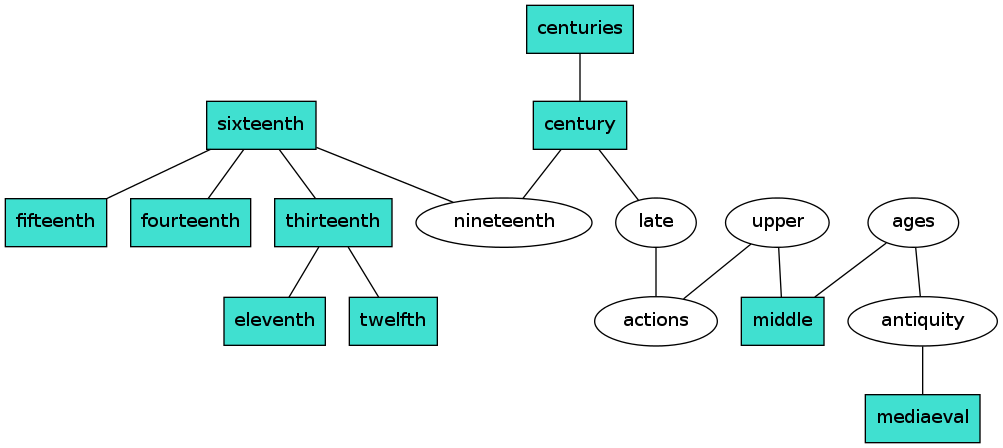 centuries
sixteenth
century
fifteenth
fourteenth
thirteenth
nineteenth
late
upper
ages
eleventh
twelfth
actions
middle
antiquity
mediaeval